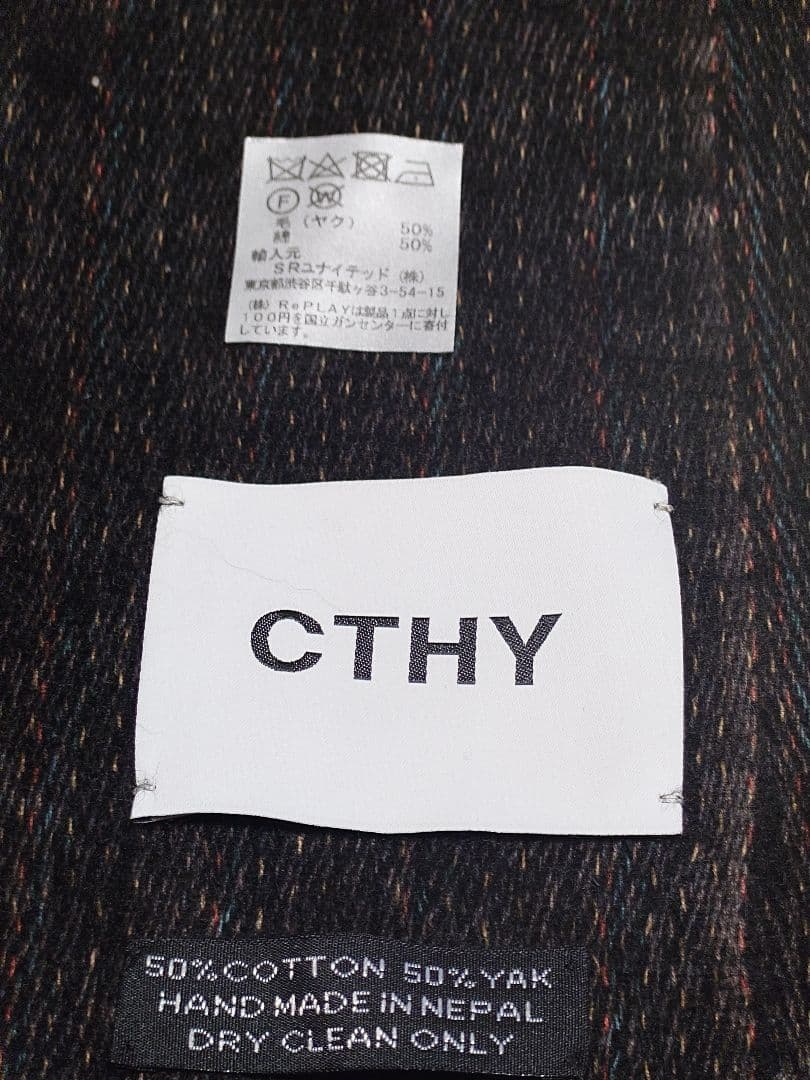 F W
毛（ヤク） 50%
綿 50%
輸入元
SRユナイテッド（株）
東京都渋谷区千駄ヶ谷3-54-15
（株）RePLAYは製品1点に対し
100円を国立ガンセンターに寄付
しています。
CTHY
50% COTTON 50% YAK
HAND MADE iN NEPAL
DRY CLEAN ONLY